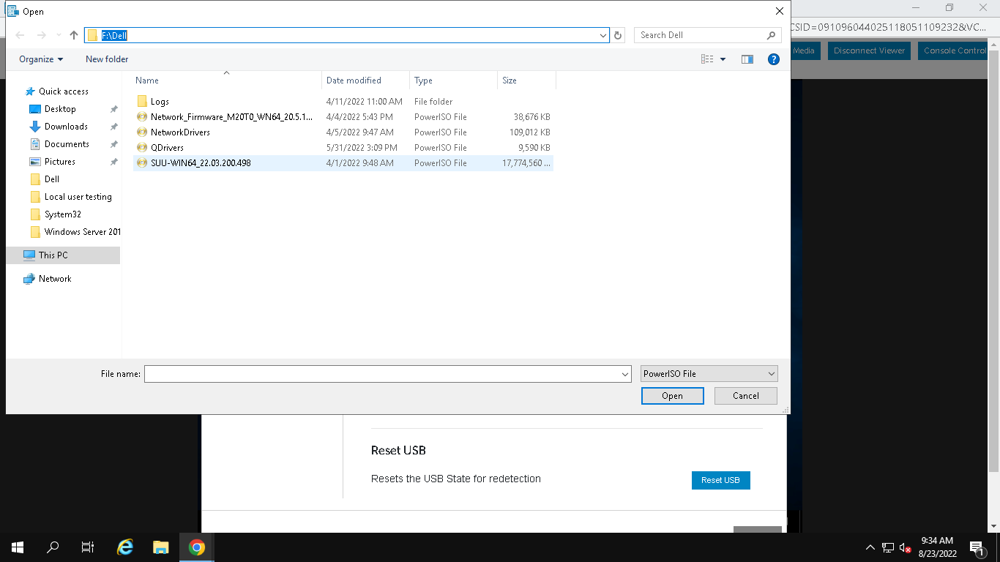 Open
F:\Dell
Search Dell
CSID=0910960440251180511092​32&VC...
Media
Disconnect Viewer
Console Control
Organize
New folder
Name
Date modified
Type
Size
Quick access
Desktop
Downloads
Documents
Pictures
Dell
Local user testing
System32
Windows Server 201
This PC
Network
Logs 4/11/2022 11:00 AM File folder
Network_Firmware_M20T0_WN64_20.5.1... 4/4/2022 5:43 PM PowerISO File 38,676 KB
NetworkDrivers 4/5/2022 9:47 AM PowerISO File 109,012 KB
QDrivers 5/31/2022 3:09 PM PowerISO File 9,590 KB
SUU-WIN64_22.03.200.498 4/1/2022 9:48 AM PowerISO File 17,774,560 ...
File name:
PowerISO File
Open
Cancel
Reset USB
Resets the USB State for redetection
Reset USB
9:34 AM
8/23/2022
1